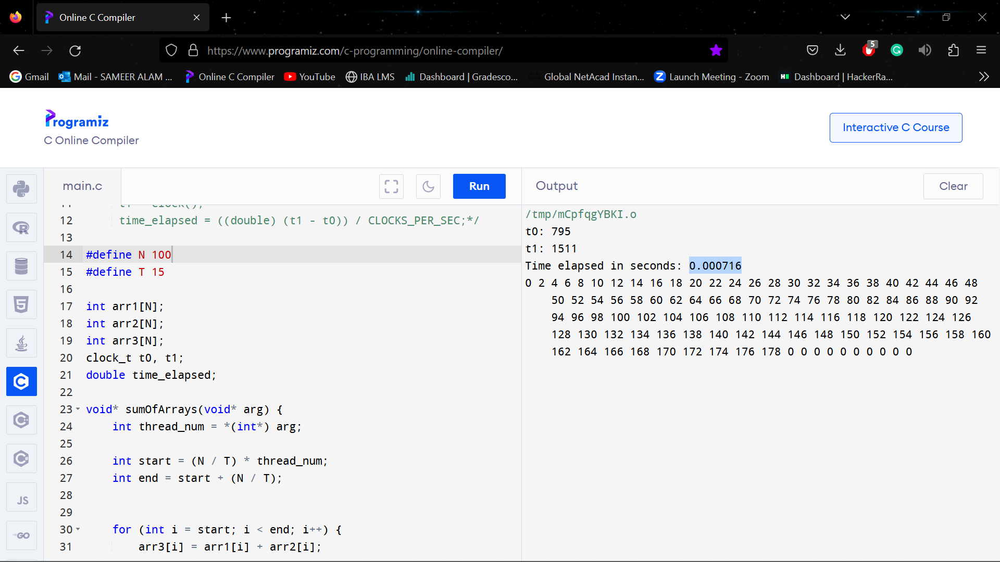 Online C Compiler
https://www.programiz.com/c-programming/online-compiler/
5
Gmail
Mail - SAMEER ALAM ...
Online C Compiler
YouTube
IBA LMS
Dashboard | Gradesco...
Global NetAcad Instan...
Launch Meeting - Zoom
Dashboard | HackerRa...
Programiz
C Online Compiler
Interactive C Course
main.c
Run
Output
Clear
11 t1 = clock();
12 time_elapsed = ((double) (t1 - t0)) / CLOCKS_PER_SEC;*/
13
14 #define N 100
15 #define T 15
16
17 int arr1[N];
18 int arr2[N];
19 int arr3[N];
20 clock_t t0, t1;
21 double time_elapsed;
22
23 void* sumOfArrays(void* arg) {
24 int thread_num = *(int*) arg;
25
26 int start = (N / T) * thread_num;
27 int end = start + (N / T);
28
29
30 for (int i = start; i < end; i++) {
31 arr3[i] = arr1[i] + arr2[i];
/tmp/mCpfqgYBKI.o
t0: 795
t1: 1511
Time elapsed in seconds: 0.000716
0 2 4 6 8 10 12 14 16 18 20 22 24 26 28 30 32 34 36 38 40 42 44 46 48
50 52 54 56 58 60 62 64 66 68 70 72 74 76 78 80 82 84 86 88 90 92
94 96 98 100 102 104 106 108 110 112 114 116 118 120 122 124 126
128 130 132 134 136 138 140 142 144 146 148 150 152 154 156 158 160
162 164 166 168 170 172 174 176 178 0 0 0 0 0 0 0 0 0 0
R
5
C
C++
C#
JS
GO